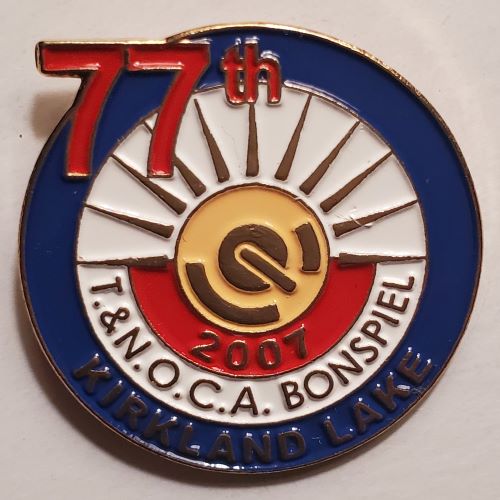 77th
2007
T.&N.O.C.A. BONSPIEL
KIRKLAND LAKE